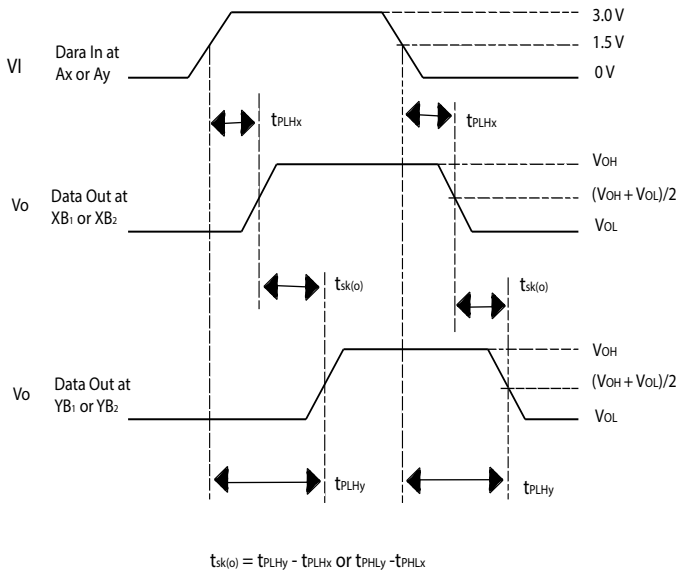 3.0 V
VI
Dara In at
Ax or Ay
1.5 V
0 V
tPLHx
tPLHx
VOH
Vo
Data Out at
XB1 or XB2
(VOH + VOL)/2
VOL
tsk(o)
tsk(o)
VOH
Vo
Data Out at
YB1 or YB2
(VOH + VOL)/2
VOL
tPLHy
tPLHy
tsk(o) = tPLHy - tPLHx or tPHLy -tPHLx